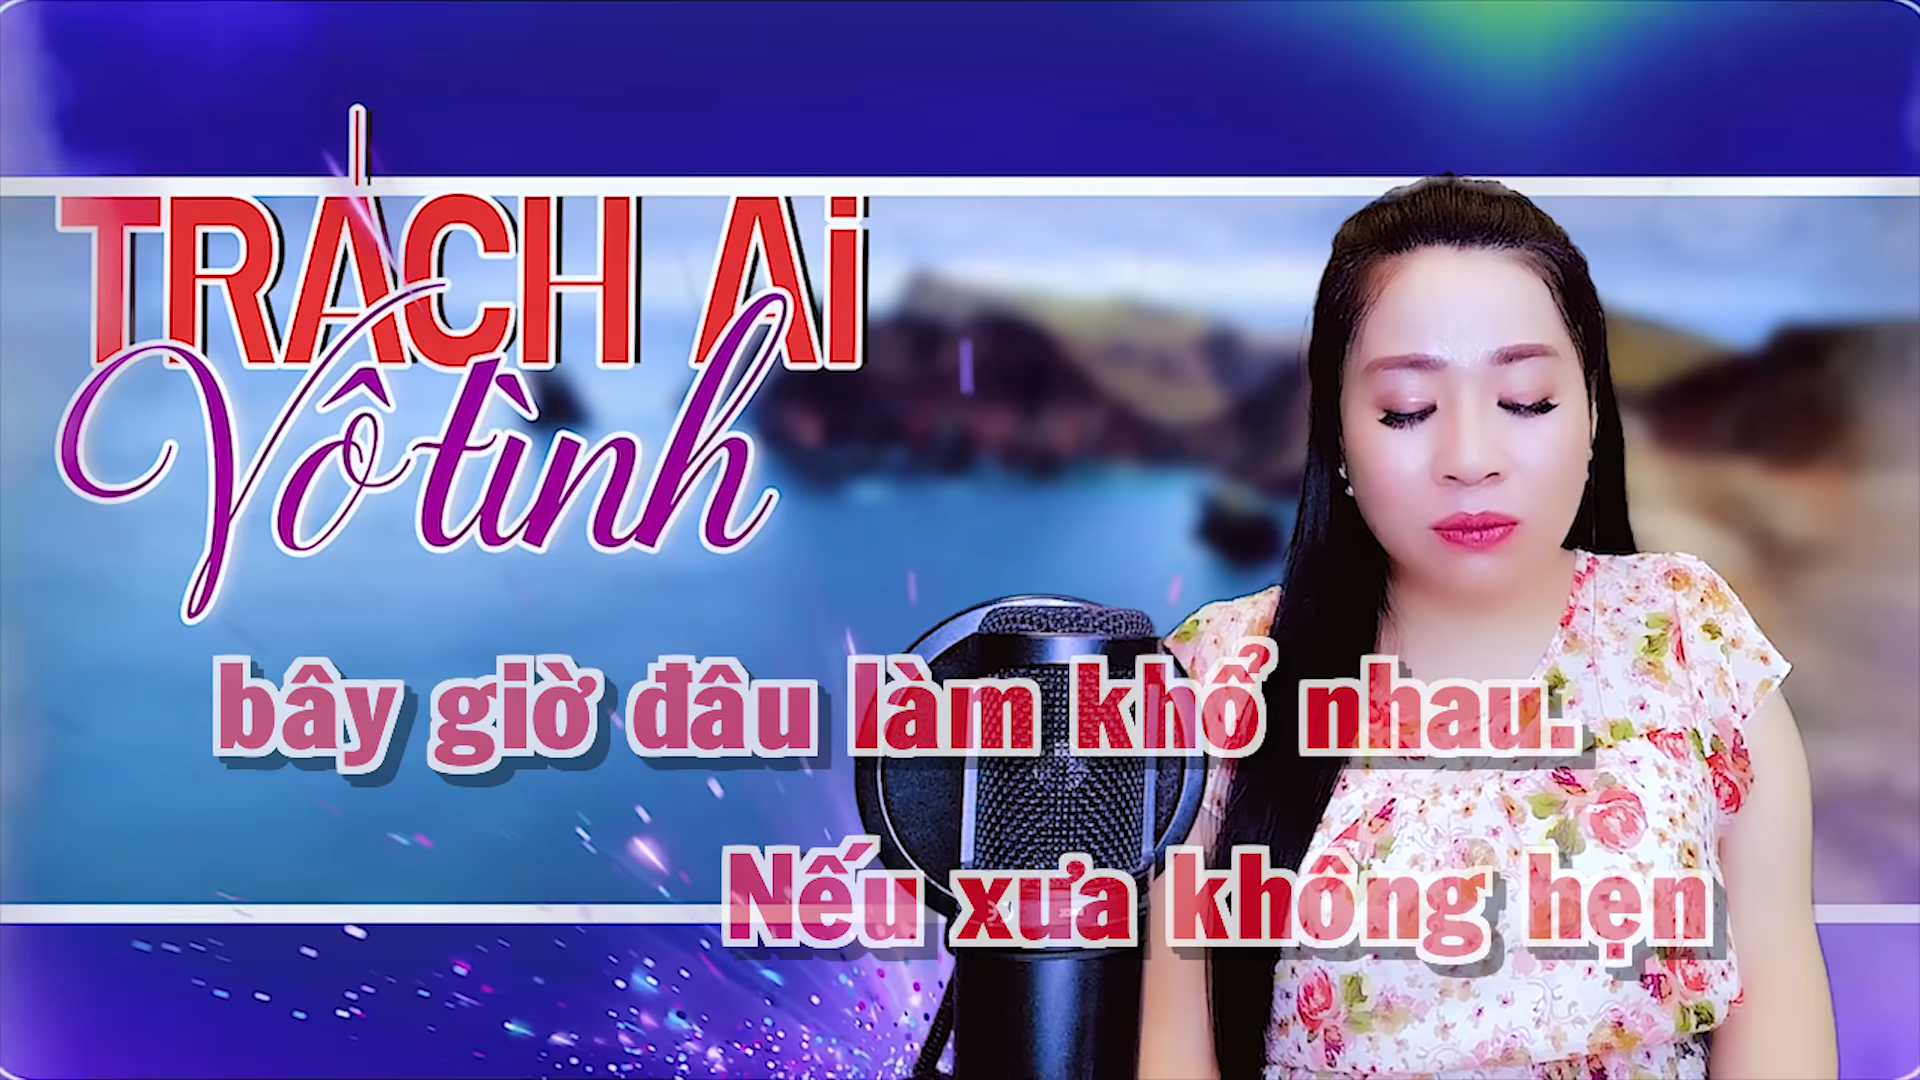 TRÁCH Ai
Vô tình
bây giờ đâu làm khổ nhau.
Nếu xưa không hẹn